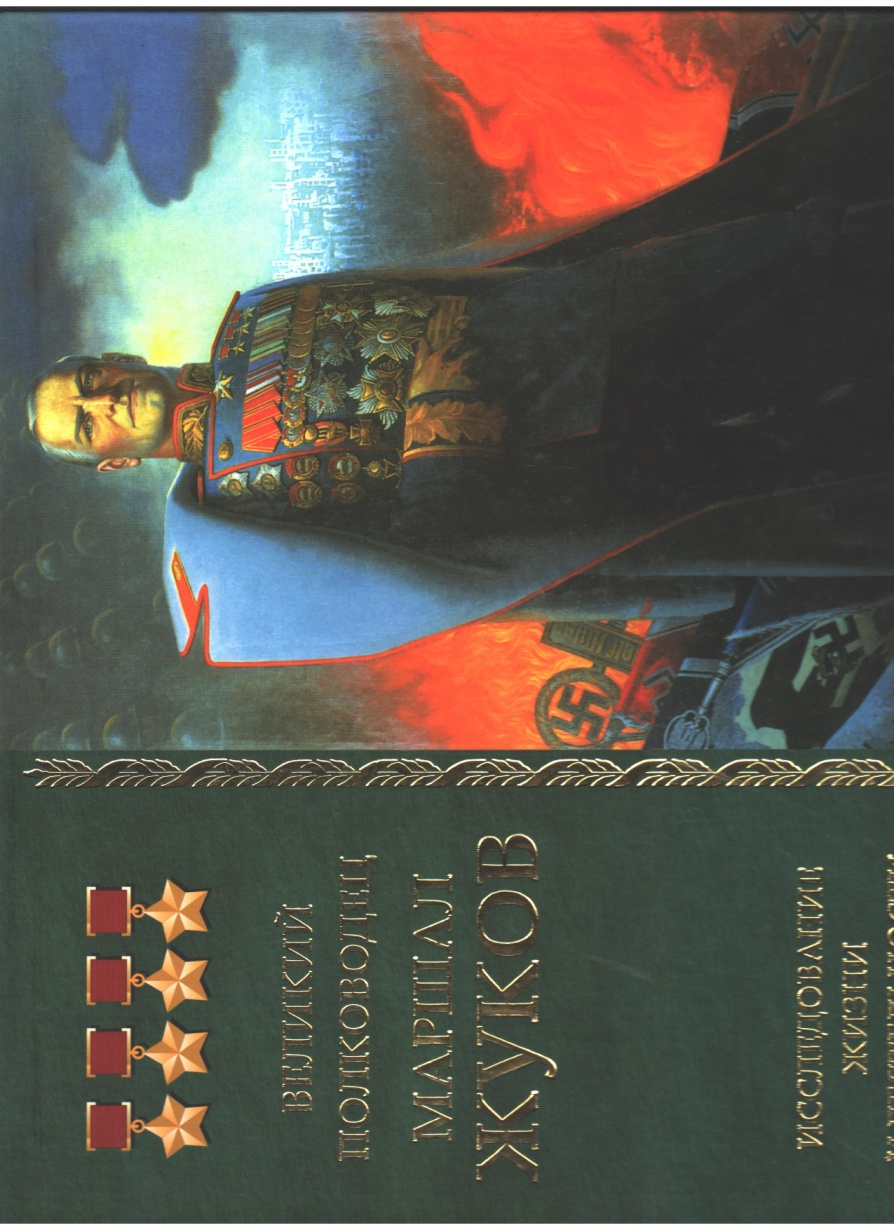 ВЕЛИКИЙ
ПОЛКОВОДЕЦ
МАРШАЛ
ЖУКОВ
ИССЛЕДОВАНИЕ
ЖИЗНИ